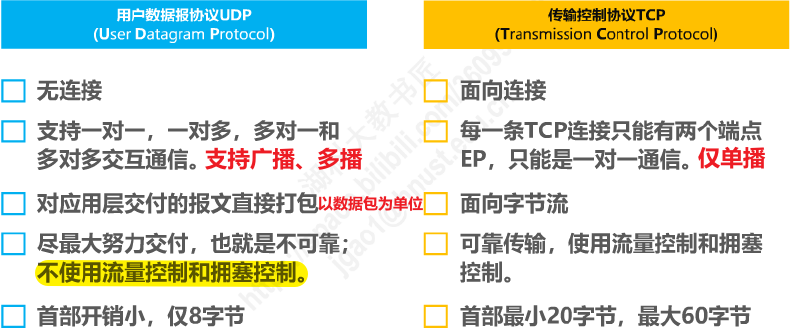 用户数据报协议UDP
(User Datagram Protocol)
无连接
支持一对一，一对多，多对一和
多对多交互通信。支持广播、多播
对应用层交付的报文直接打包以数据包为单位
尽最大努力交付，也就是不可靠；
不使用流量控制和拥塞控制。
首部开销小，仅8字节
传输控制协议TCP
(Transmission Control Protocol)
面向连接
每一条TCP连接只能有两个端点
EP，只能是一对一通信。仅单播
面向字节流
可靠传输，使用流量控制和拥塞
控制。
首部最小20字节，最大60字节